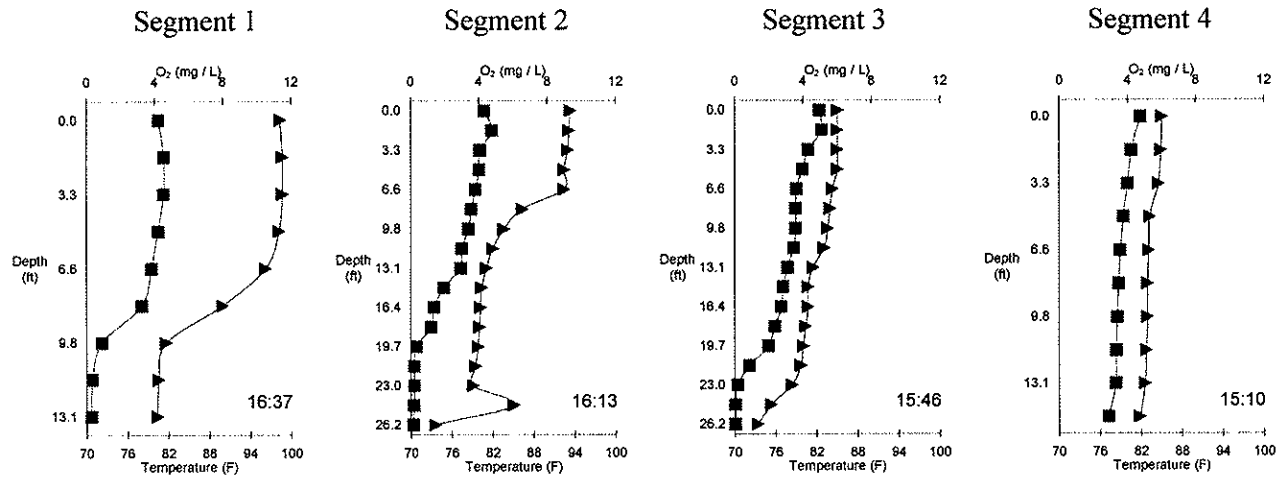 Segment 1
Segment 2
Segment 3
Segment 4
O₂ (mg / L)
O₂ (mg / L)
O₂ (mg / L)
O₂ (mg / L)
0 4 8 12
0 4 8 12
0 4 8 12
0 4 8 12
Depth
(ft)
0.0
3.3
6.6
9.8
13.1
16:37
70 76 82 88 94 100
Temperature (F)
Depth
(ft)
0.0
3.3
6.6
9.8
13.1
16.4
19.7
23.0
26.2
16:13
70 76 82 88 94 100
Temperature (F)
Depth
(ft)
0.0
3.3
6.6
9.8
13.1
16.4
19.7
23.0
26.2
15:46
70 76 82 88 94 100
Temperature (F)
Depth
(ft)
0.0
3.3
6.6
9.8
13.1
15:10
70 76 82 88 94 100
Temperature (F)